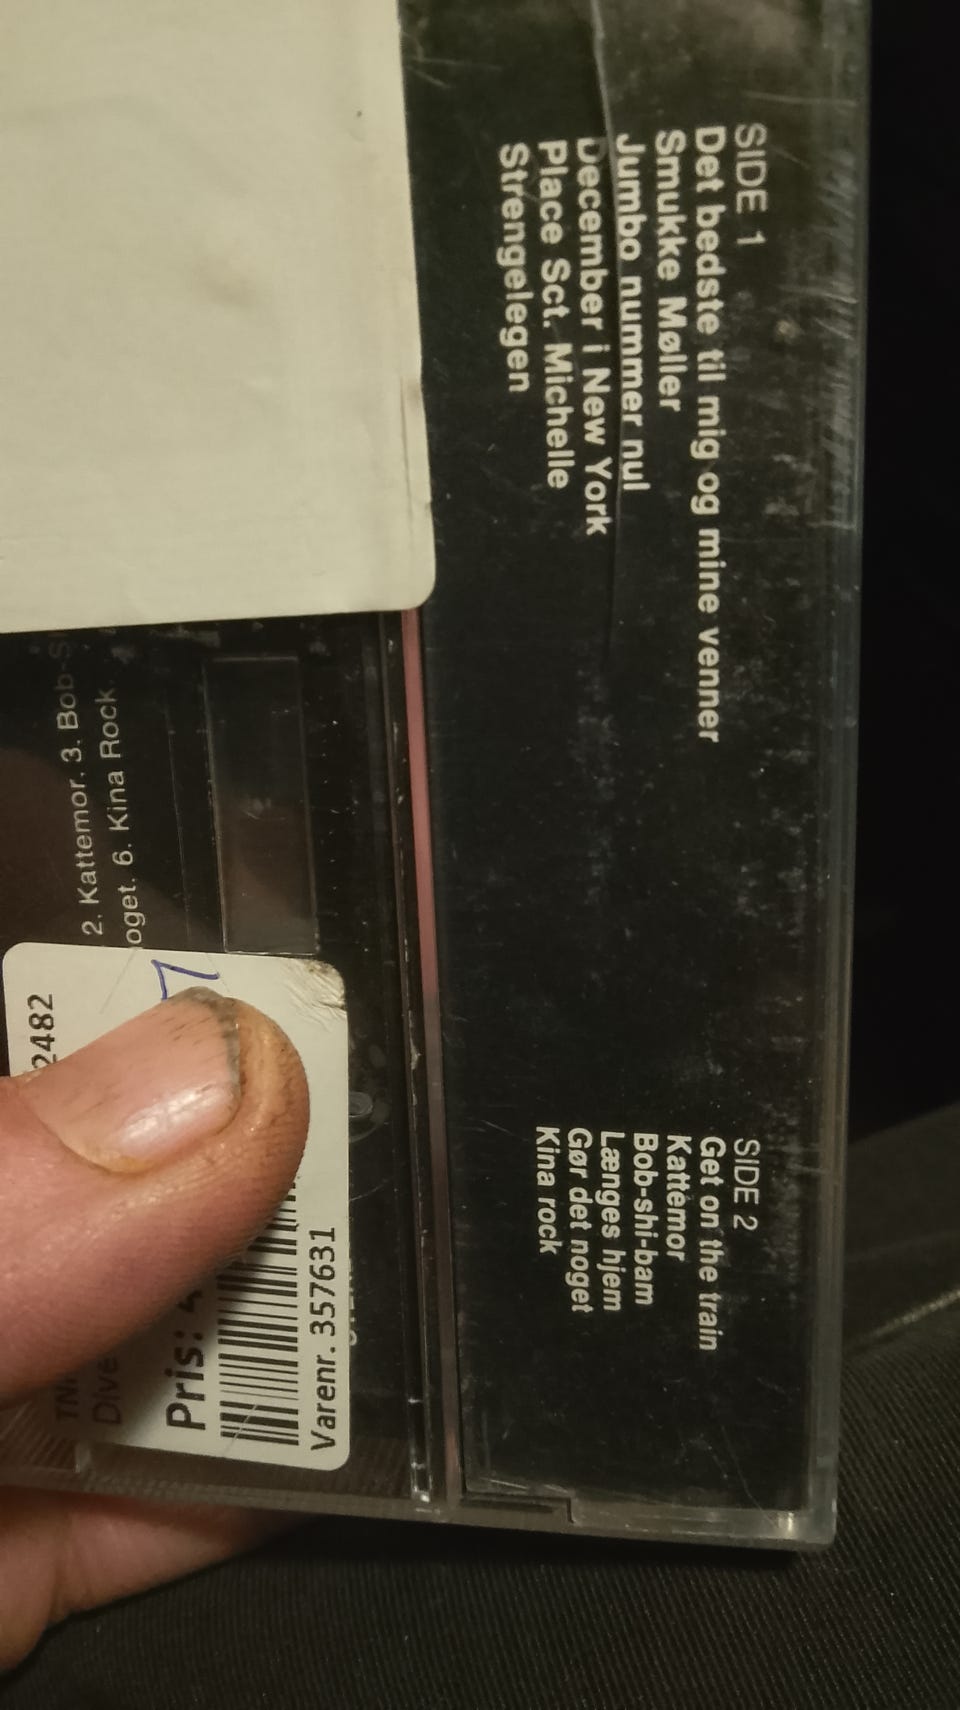 SIDE 1
Det bedste til mig og mine venner
Smukke Møller
Jumbo nummer nul
December i New York
Place Sct. Michelle
Strengelegen
SIDE 2
Get on the train
Kattemor
Bob-shi-bam
Længes hjem
Gør det noget
Kina rock
2. Kattemor. 3. Bob-S
oget. 6. Kina Rock
2482
7
Dive
Pris:
Varenr. 357631